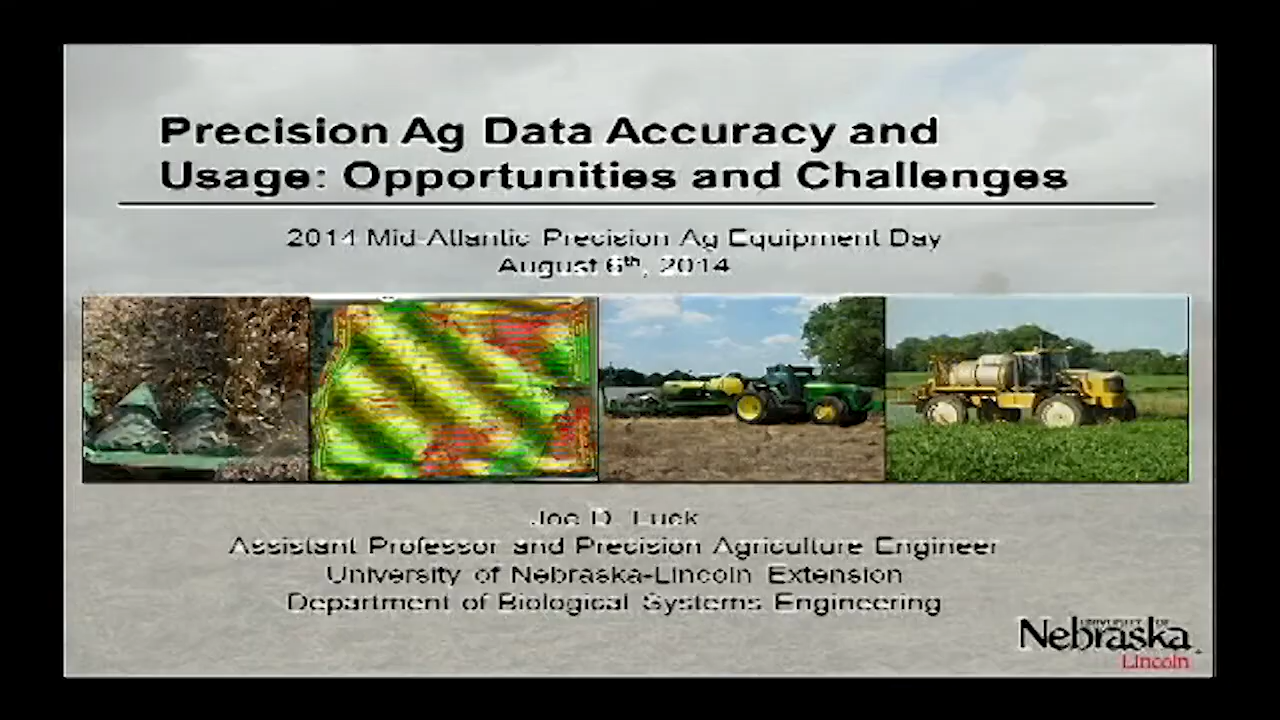 Precision Ag Data Accuracy and
Usage: Opportunities and Challenges
2014 Mid-Atlantic Precision Ag Equipment Day
August 6th, 2014
Joe D. Luck
Assistant Professor and Precision Agriculture Engineer
University of Nebraska-Lincoln Extension
Department of Biological Systems Engineering
UNIVERSITY OF
Nebraska
Lincoln